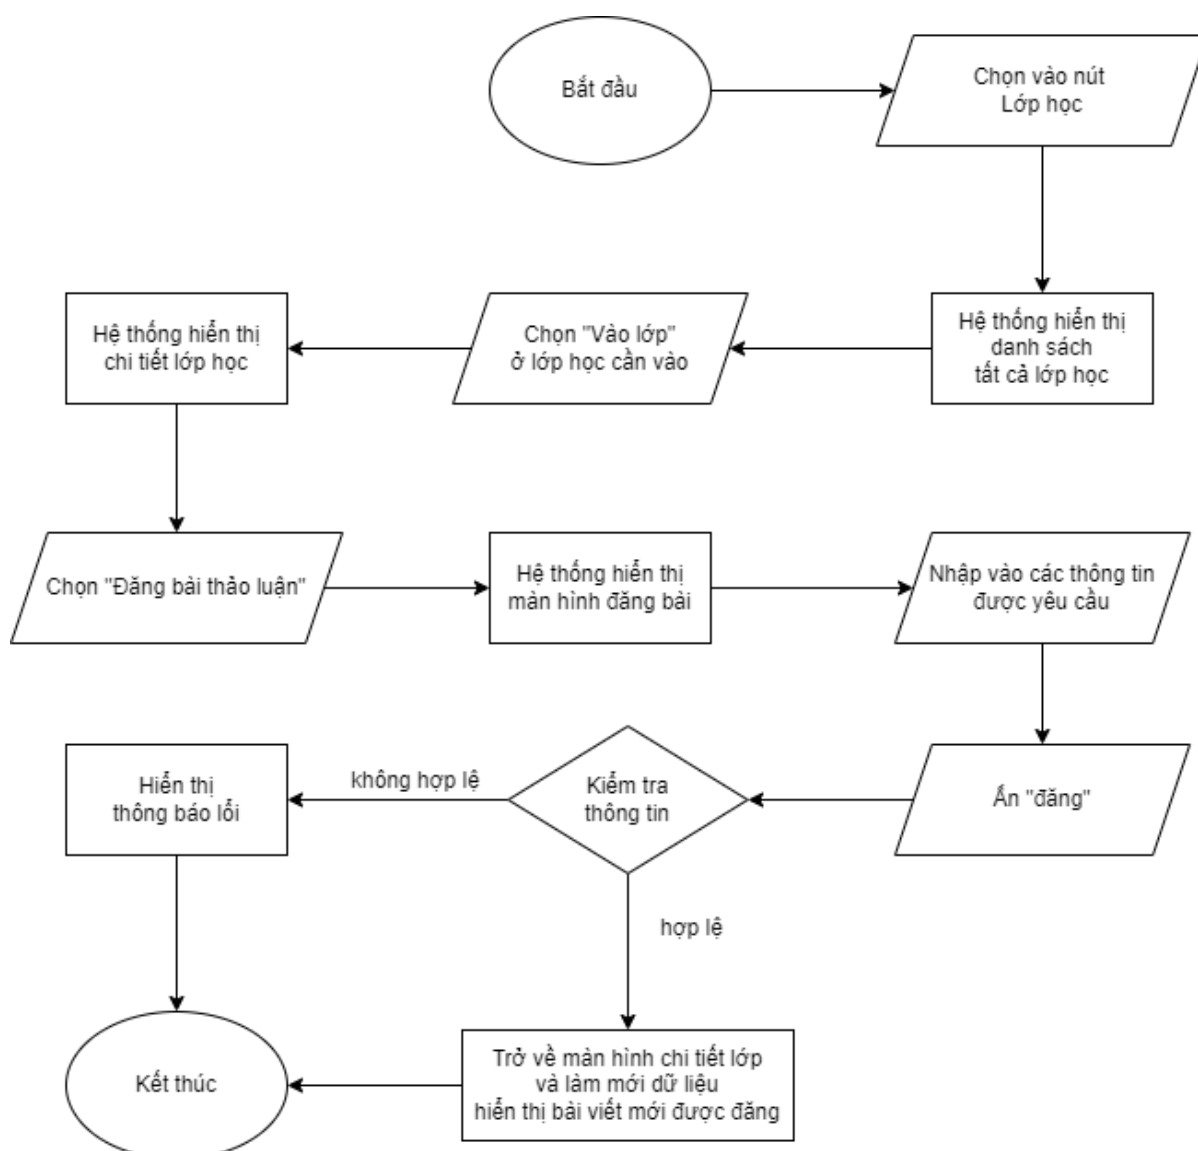 Bắt đầu
Chọn vào nút
Lớp học
Hệ thống hiển thị
danh sách
tất cả lớp học
Chọn "Vào lớp"
ở lớp học cần vào
Hệ thống hiển thị
chi tiết lớp học
Chọn "Đăng bài thảo luận"
Hệ thống hiển thị
màn hình đăng bài
Nhập vào các thông tin
được yêu cầu
Ấn "đăng"
Kiểm tra
thông tin
không hợp lệ
Hiển thị
thông báo lổi
hợp lệ
Trở về màn hình chi tiết lớp
và làm mới dữ liệu
hiển thị bài viết mới được đăng
Kết thúc